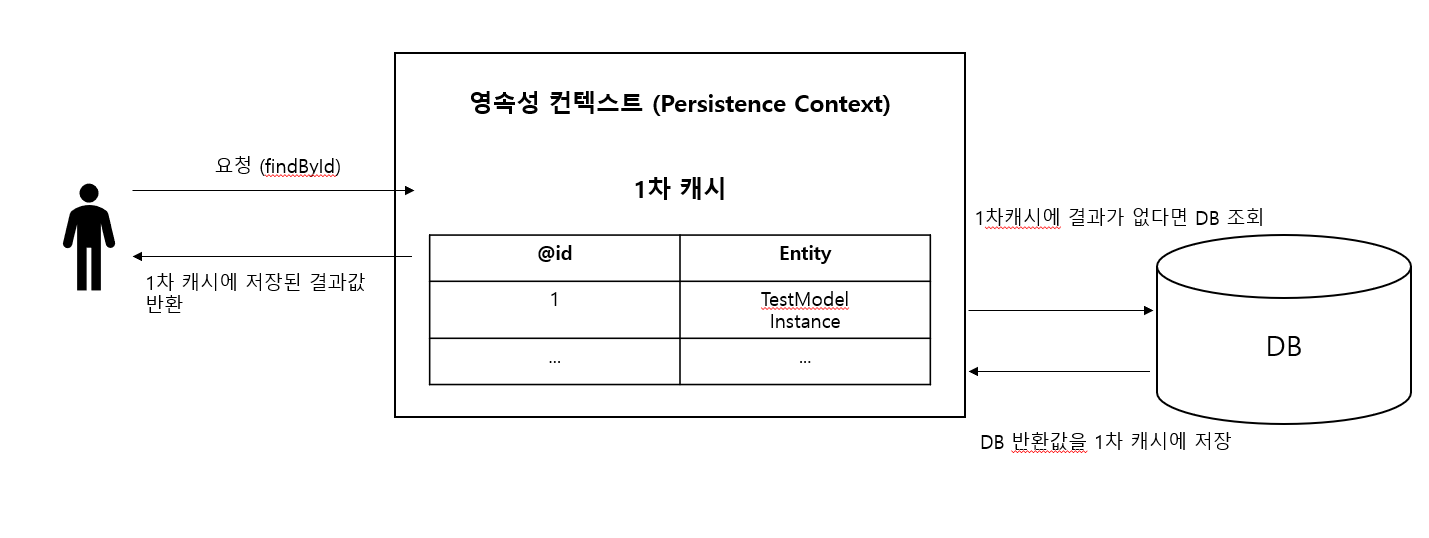 영속성 컨텍스트 (Persistence Context)
요청 (findById)
1차 캐시
1차캐시에 결과가 없다면 DB 조회
@id
Entity
1차 캐시에 저장된 결과값
반환
1
TestModel
Instance
...
...
DB
DB 반환값을 1차 캐시에 저장